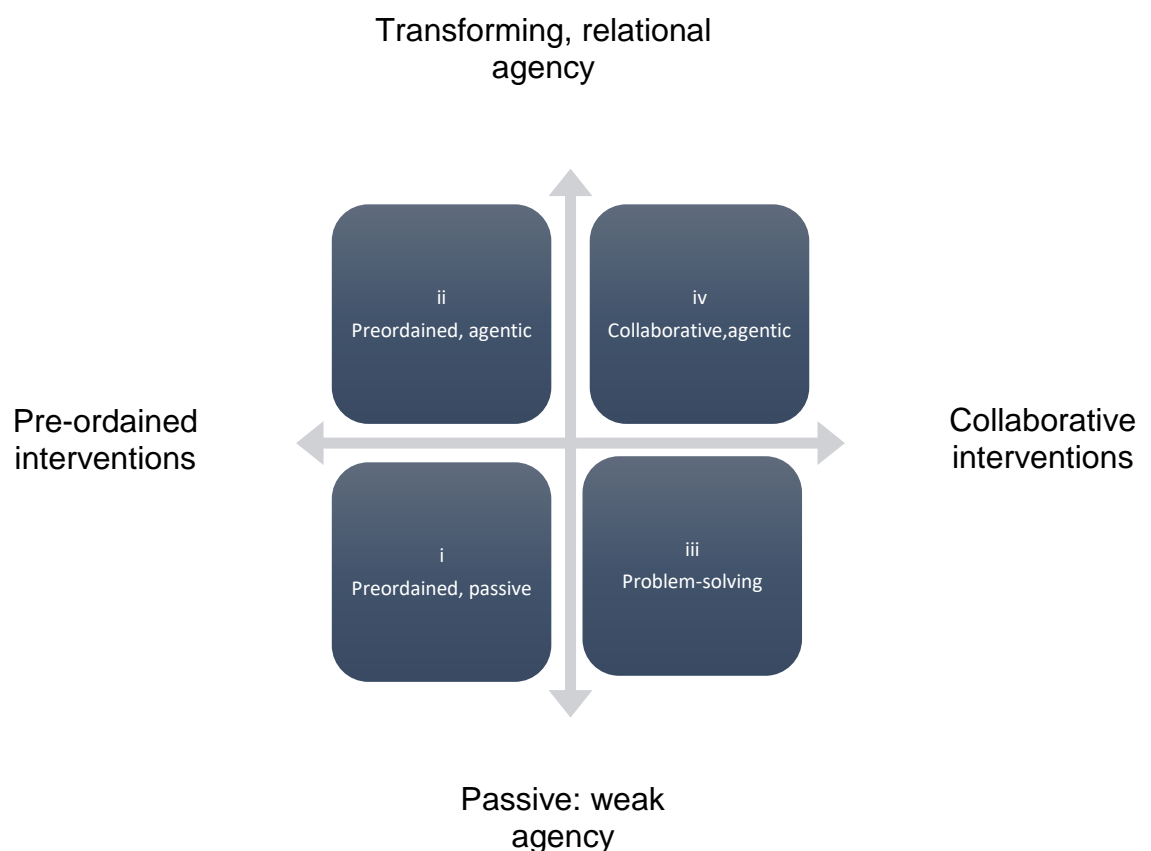 Transforming, relational
agency
ii
Preordained, agentic
iv
Collaborative,agentic
Pre-ordained
interventions
Collaborative
interventions
i
Preordained, passive
iii
Problem-solving
Passive: weak
agency